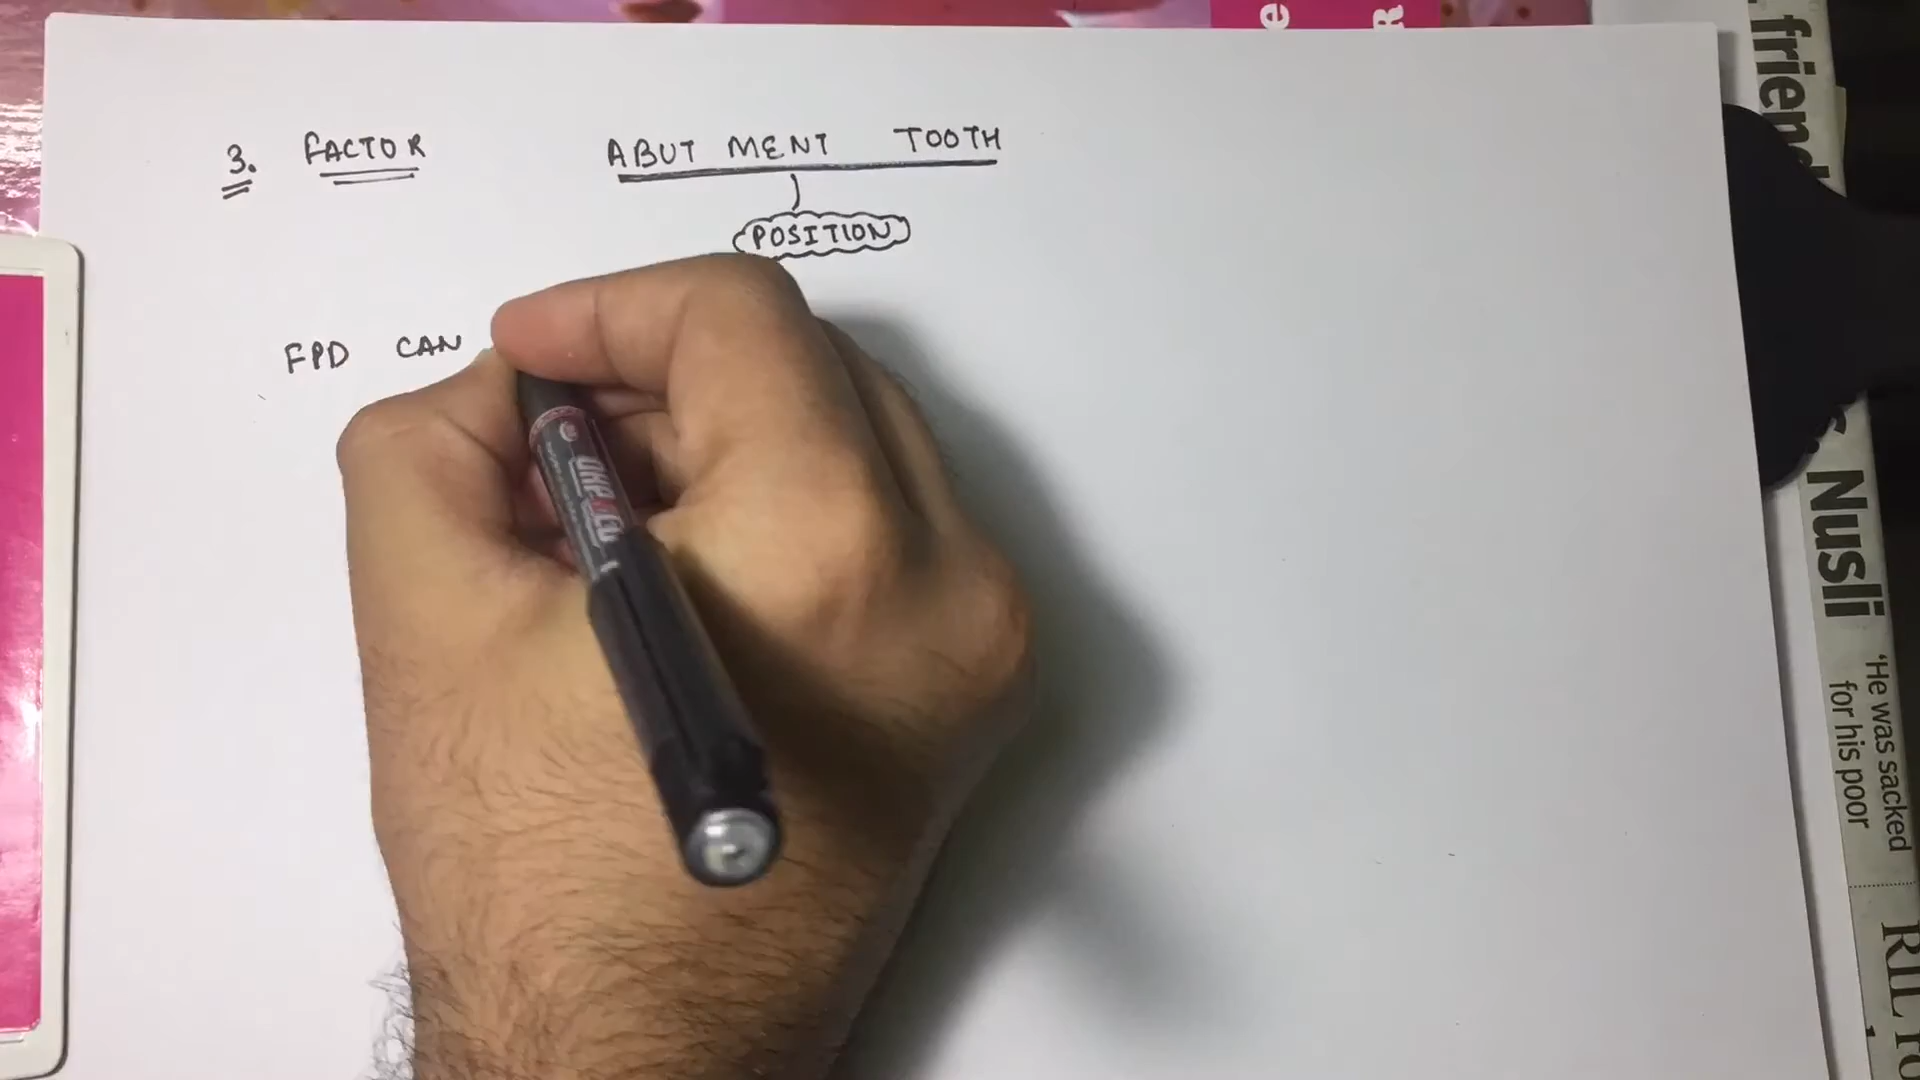 3. FACTOR ABUTMENT TOOTH
POSITION
FPD CAN
e
R
friend
Nusli
'He was sacked
for his poor